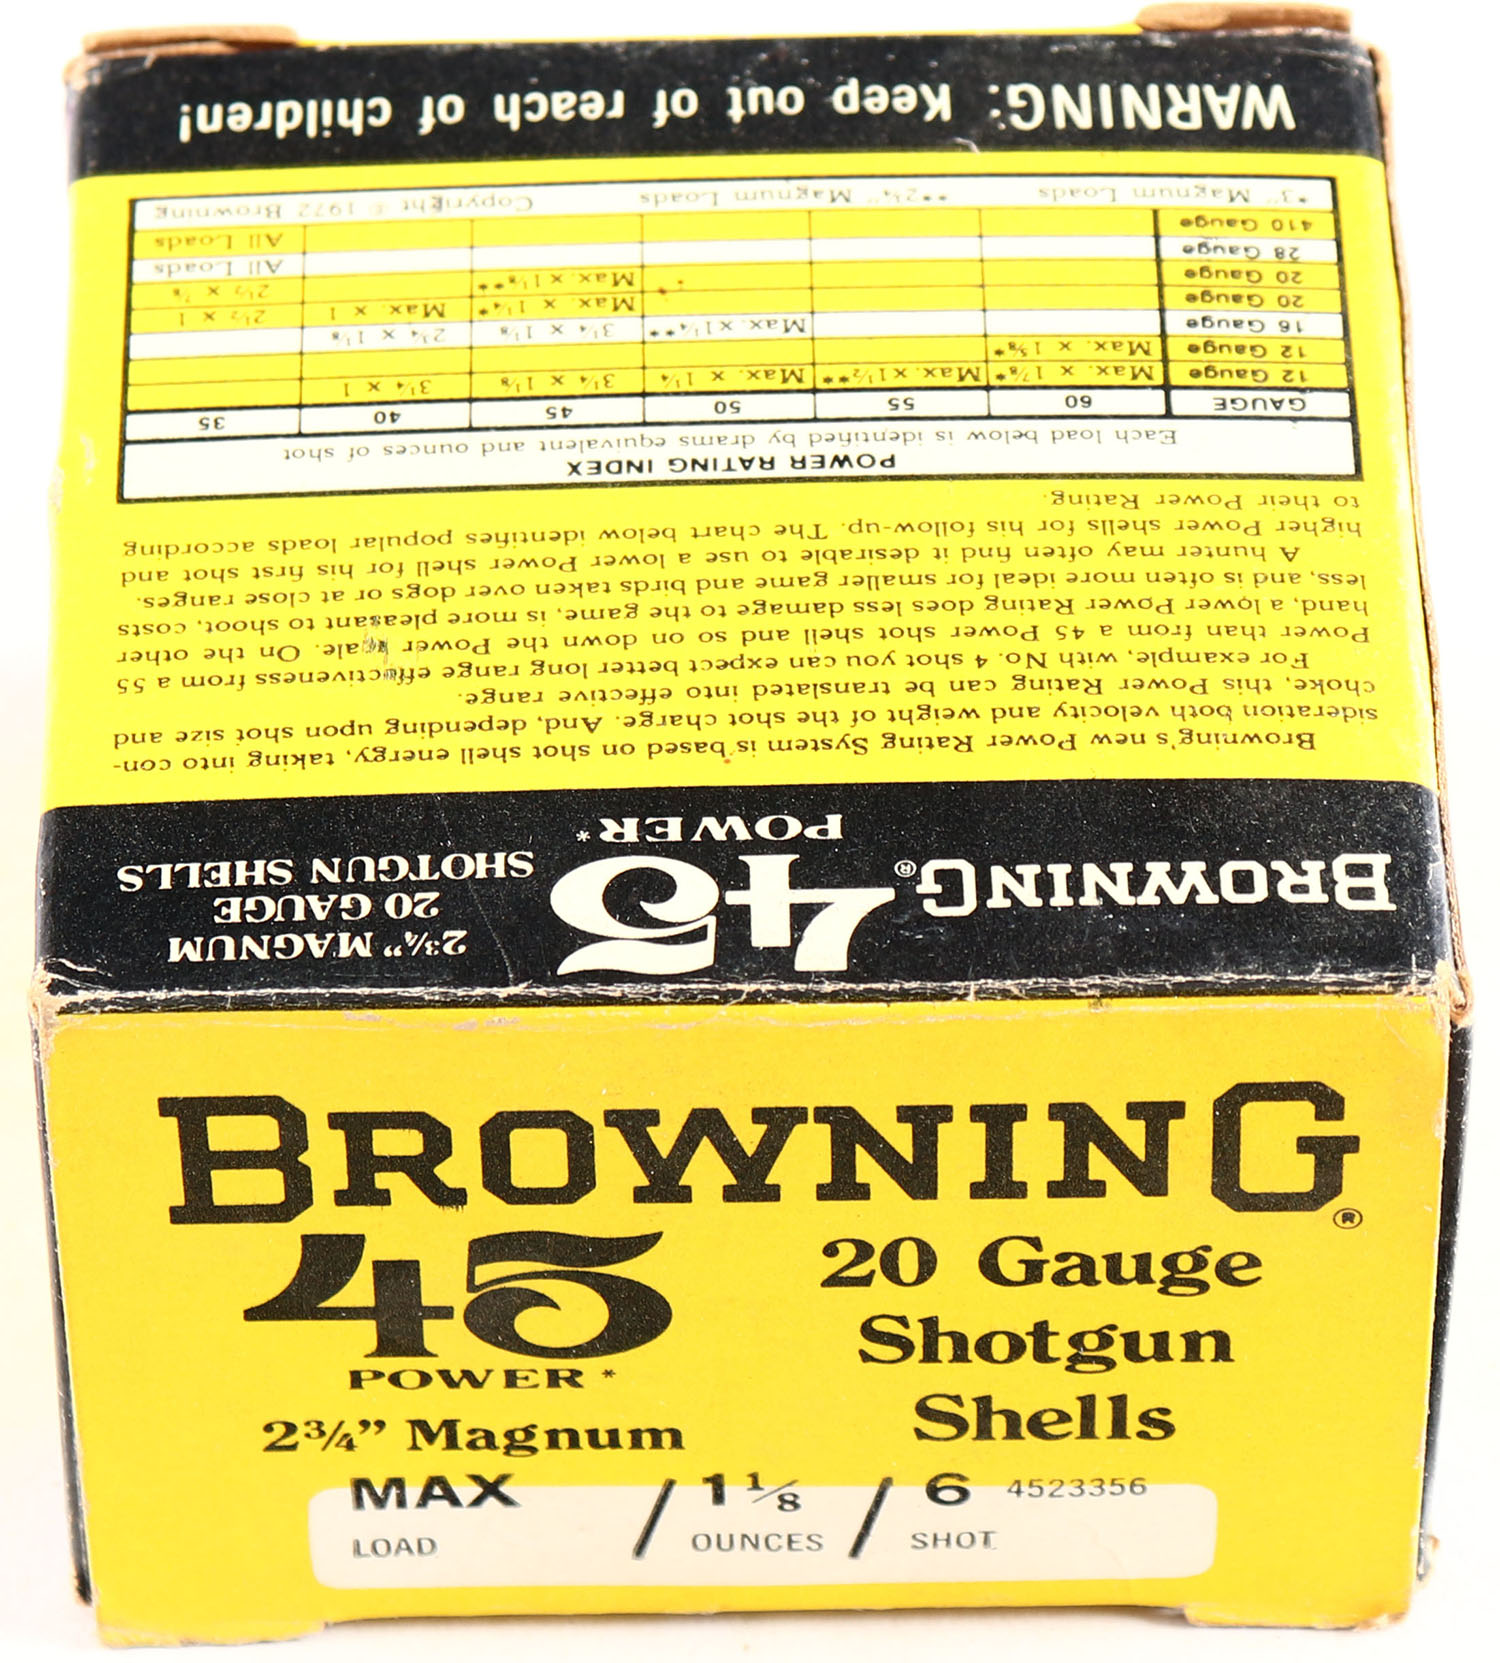 BROWNING®
45
POWER*
2¾" Magnum
20 Gauge
Shotgun
Shells
MAX / 1 1/8 / 6 4523356
LOAD OUNCES SHOT
BROWNING® 45 POWER*
2¾" MAGNUM
20 GAUGE
SHOTGUN SHELLS
Browning's new Power Rating System is based on shot shell energy, taking into con-
sideration both velocity and weight of the shot charge. And, depending upon shot size and
choke, this Power Rating can be translated into effective range.
For example, with No. 4 shot you can expect better long range effectiveness from a 55
Power than from a 45 Power shot shell and so on down the Power ale. On the other
hand, a lower Power Rating does less damage to the game, is more pleasant to shoot, costs
less, and is often more ideal for smaller game and birds taken over dogs or at close ranges.
A hunter may often find it desirable to use a lower Power shell for his first shot and
higher Power shells for his follow-up. The chart below identifies popular loads according
to their Power Rating.
POWER RATING INDEX
Each load below is identified by drams equivalent and ounces of shot
GAUGE 60 55 50 45 40 35
12 Gauge Max. x 1⅞* Max. x 1½** Max. x 1¼ 3¼ x 1⅛ 3¼ x 1
12 Gauge Max. x 1⅝*
16 Gauge Max. x 1¼** 3¼ x 1⅛ 2¾ x 1⅛
20 Gauge Max. x 1¼* Max. x 1 2½ x 1
20 Gauge Max. x 1⅛** 2½ x ⅞
28 Gauge All Loads
410 Gauge All Loads
*3" Magnum Loads **2¾" Magnum Loads Copyright © 1972 Browning
WARNING: Keep out of reach of children!